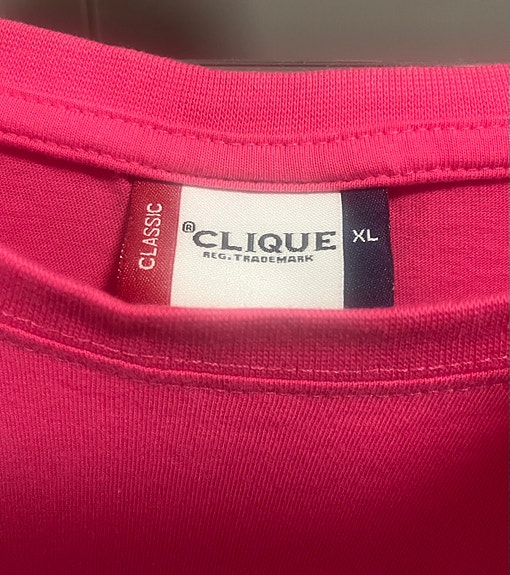 CLASSIC
®CLIQUE
REG. TRADEMARK
XL